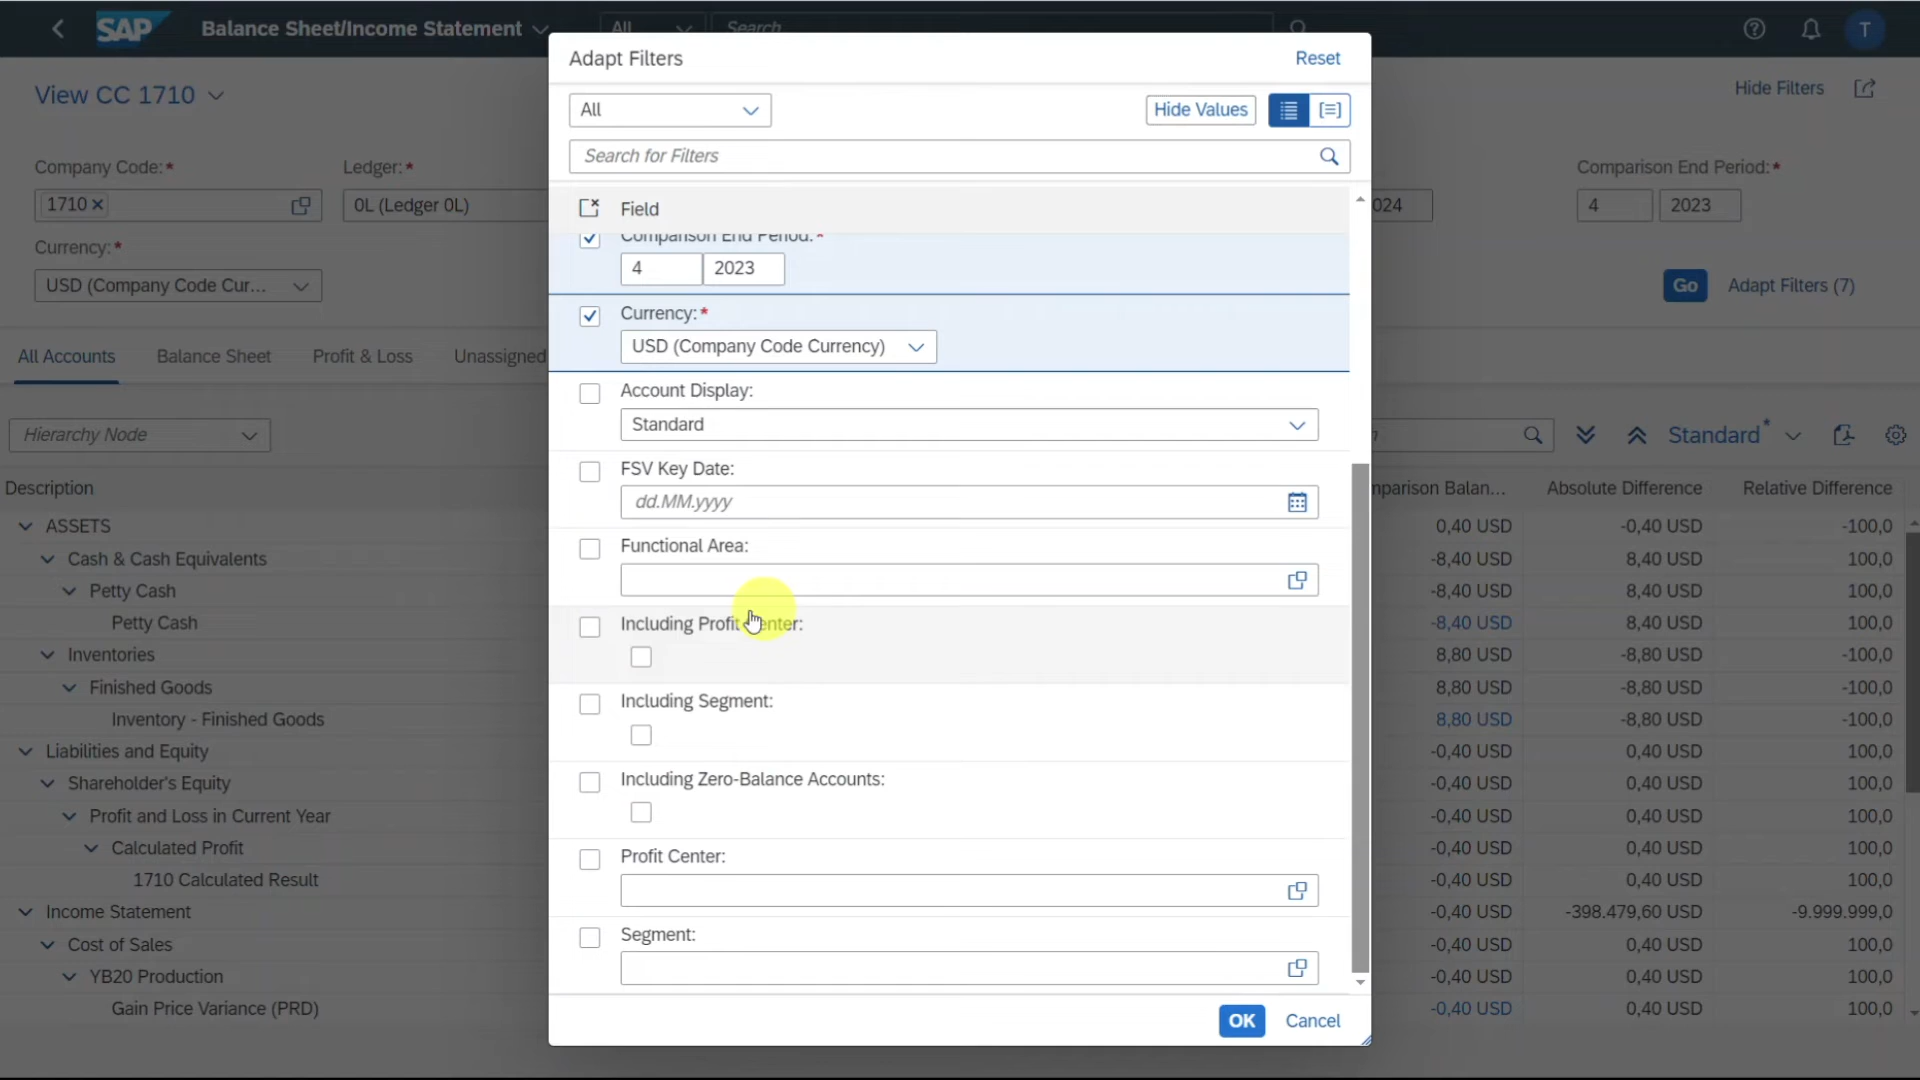 SAP Balance Sheet/Income Statement All Search T
Adapt Filters Reset
View CC 1710 Hide Filters
All Hide Values
Search for Filters
Company Code:* Ledger:* Comparison End Period:*
1710 0L (Ledger 0L) 024 4 2023
Field
Comparison End Period:*
4 2023
Currency:*
USD (Company Code Cur... Go Adapt Filters (7)
Currency:*
USD (Company Code Currency)
All Accounts Balance Sheet Profit & Loss Unassigned
Account Display:
Standard
Hierarchy Node Standard*
FSV Key Date:
dd.MM.yyyy
Description mparison Balan... Absolute Difference Relative Difference
ASSETS 0,40 USD -0,40 USD -100,0
Functional Area:
Cash & Cash Equivalents -8,40 USD 8,40 USD 100,0
Petty Cash -8,40 USD 8,40 USD 100,0
Petty Cash -8,40 USD 8,40 USD 100,0
Including Profit Center:
Inventories 8,80 USD -8,80 USD -100,0
Finished Goods 8,80 USD -8,80 USD -100,0
Including Segment:
Inventory - Finished Goods 8,80 USD -8,80 USD -100,0
Liabilities and Equity -0,40 USD 0,40 USD 100,0
Including Zero-Balance Accounts:
Shareholder's Equity -0,40 USD 0,40 USD 100,0
Profit and Loss in Current Year -0,40 USD 0,40 USD 100,0
Calculated Profit -0,40 USD 0,40 USD 100,0
Profit Center:
1710 Calculated Result -0,40 USD 0,40 USD 100,0
Income Statement -0,40 USD -398.479,60 USD -9.999.999,0
Segment:
Cost of Sales -0,40 USD 0,40 USD 100,0
YB20 Production -0,40 USD 0,40 USD 100,0
Gain Price Variance (PRD) -0,40 USD 0,40 USD 100,0
OK Cancel